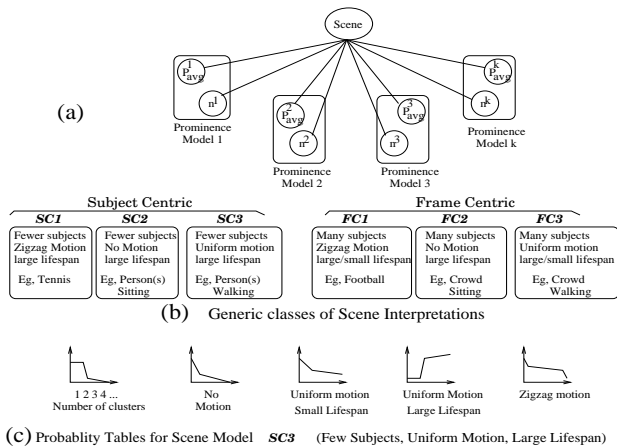 Scene
P avg 1
n1
Prominence
Model 1
P avg 2
n2
Prominence
Model 2
P avg 3
n3
Prominence
Model 3
P avg k
nk
Prominence
Model k
(a)
Subject Centric
SC1
Fewer subjects
Zigzag Motion
large lifespan
Eg, Tennis
SC2
Fewer subjects
No Motion
large lifespan
Eg, Person(s)
Sitting
SC3
Fewer subjects
Uniform motion
large lifespan
Eg, Person(s)
Walking
Frame Centric
FC1
Many subjects
Zigzag Motion
large/small lifespan
Eg, Football
FC2
Many subjects
No Motion
large lifespan
Eg, Crowd
Sitting
FC3
Many subjects
Uniform motion
large/small lifespan
Eg, Crowd
Walking
(b) Generic classes of Scene Interpretations
1 2 3 4 ...
Number of clusters
No
Motion
Uniform motion
Small Lifespan
Uniform Motion
Large Lifespan
Zigzag motion
(c) Probablity Tables for Scene Model SC3 (Few Subjects, Uniform Motion, Large Lifespan)